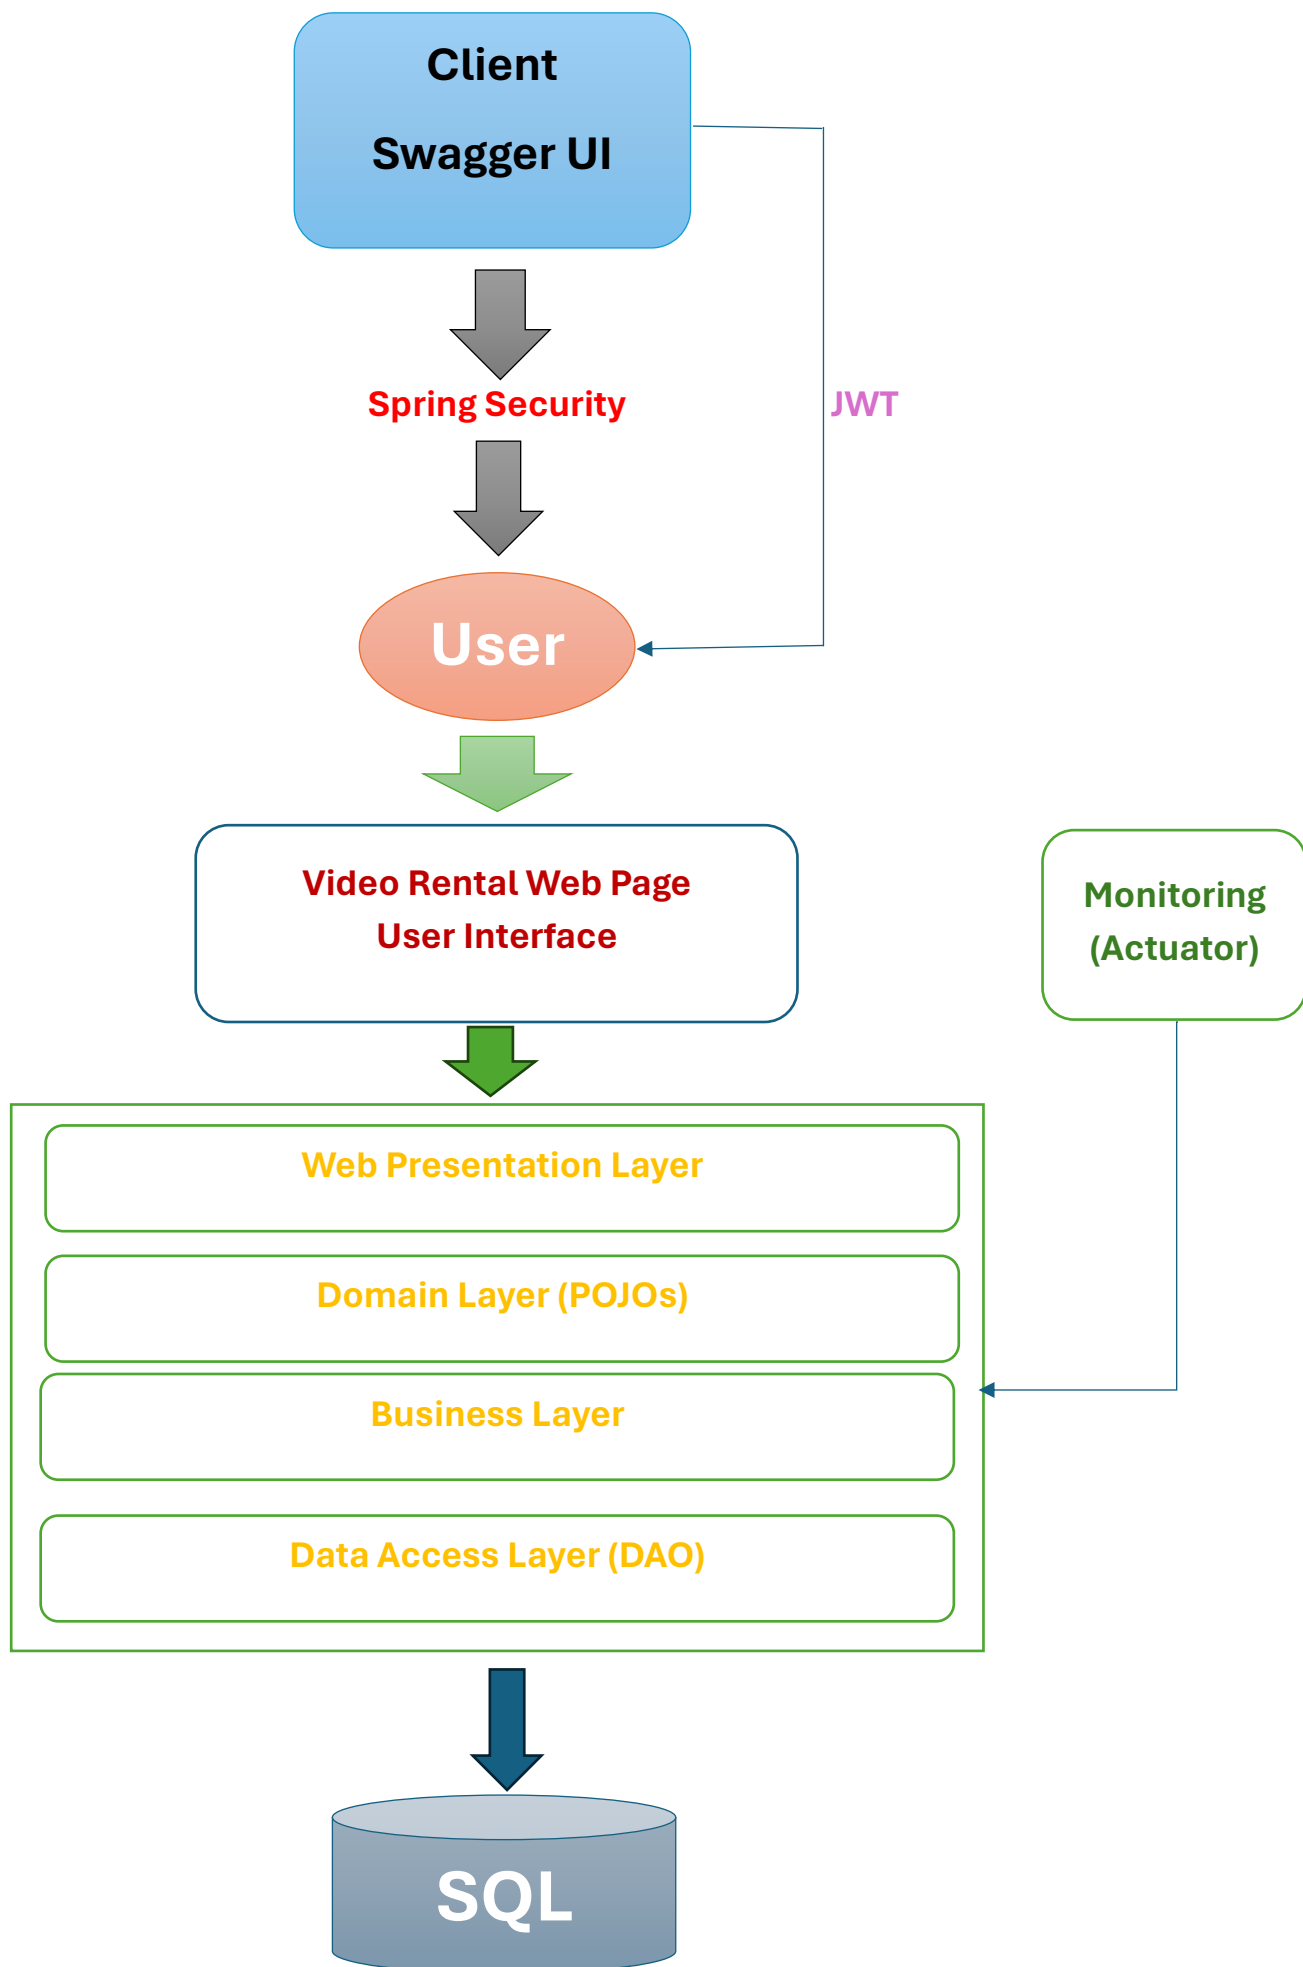 Client
Swagger UI
Spring Security
JWT
User
Video Rental Web Page
User Interface
Monitoring
(Actuator)
Web Presentation Layer
Domain Layer (POJOs)
Business Layer
Data Access Layer (DAO)
SQL